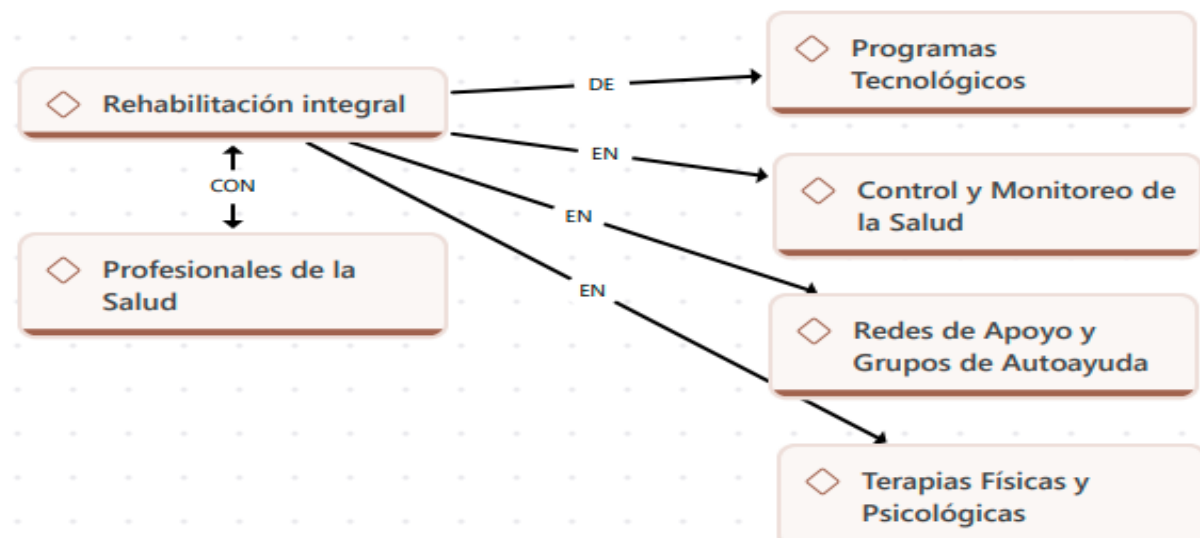 Programas
Tecnológicos
Rehabilitación integral
DE
EN
Control y Monitoreo de
la Salud
CON
EN
Profesionales de la
Salud
EN
Redes de Apoyo y
Grupos de Autoayuda
Terapias Físicas y
Psicológicas